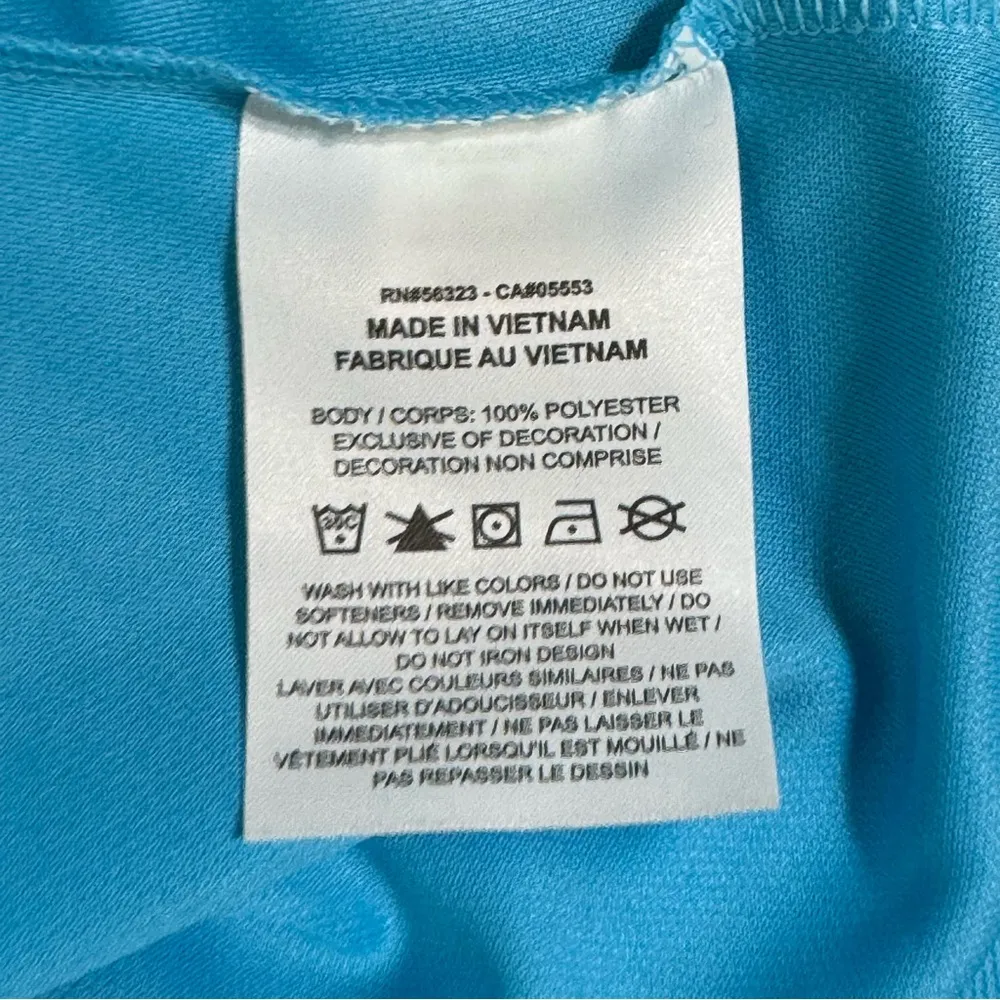 RN#56323 - CA#05553
MADE IN VIETNAM
FABRIQUE AU VIETNAM
BODY / CORPS: 100% POLYESTER
EXCLUSIVE OF DECORATION /
DECORATION NON COMPRISE
30C
WASH WITH LIKE COLORS / DO NOT USE
SOFTENERS / REMOVE IMMEDIATELY / DO
NOT ALLOW TO LAY ON ITSELF WHEN WET /
DO NOT IRON DESIGN
LAVER AVEC COULEURS SIMILAIRES / NE PAS
UTILISER D'ADOUCISSEUR / ENLEVER
IMMEDIATEMENT / NE PAS LAISSER LE
VÊTEMENT PLIÉ LORSQU'IL EST MOUILLÉ / NE
PAS REPASSER LE DESSIN